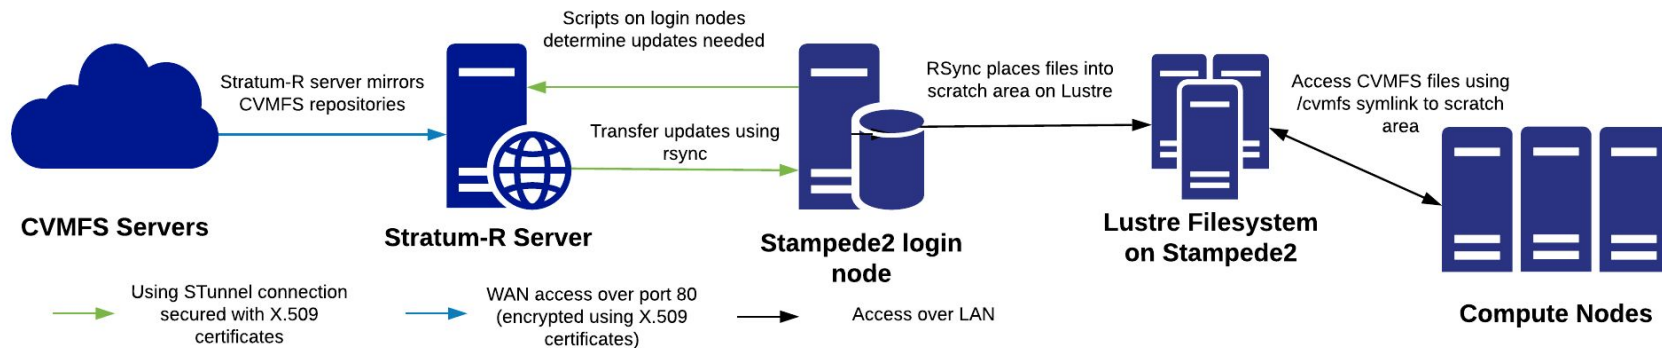 Scripts on login nodes
determine updates needed
Stratum-R server mirrors
CVMFS repositories
RSync places files into
scratch area on Lustre
Access CVMFS files using
/cvmfs symlink to scratch
area
Transfer updates using
rsync
CVMFS Servers
Stratum-R Server
Stampede2 login
node
Lustre Filesystem
on Stampede2
Compute Nodes
Using STunnel connection
secured with X.509
certificates
WAN access over port 80
(encrypted using X.509
certificates)
Access over LAN